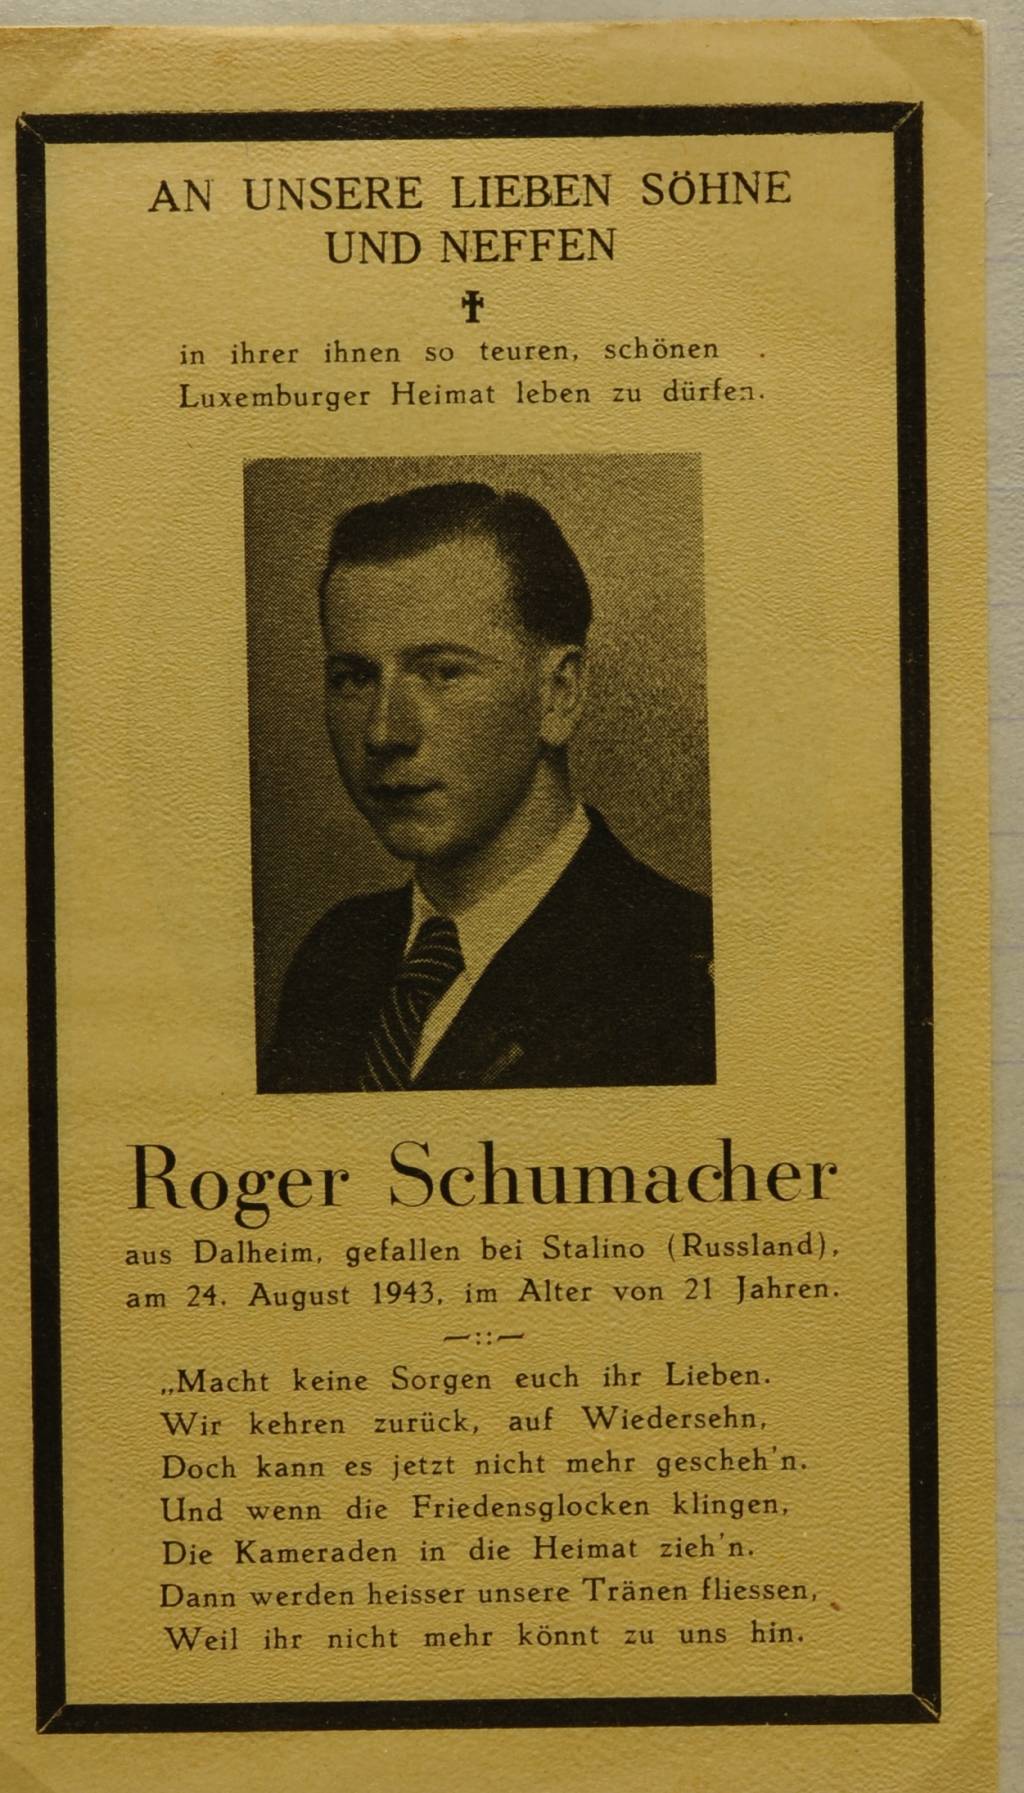 AN UNSERE LIEBEN SÖHNE
UND NEFFEN
in ihrer ihnen so teuren, schönen
Luxemburger Heimat leben zu dürfen.
Roger Schumacher
aus Dalheim, gefallen bei Stalino (Russland),
am 24. August 1943, im Alter von 21 Jahren.
„Macht keine Sorgen euch ihr Lieben.
Wir kehren zurück, auf Wiedersehn,
Doch kann es jetzt nicht mehr gescheh'n.
Und wenn die Friedensglocken klingen,
Die Kameraden in die Heimat zieh'n.
Dann werden heisser unsere Tränen fliessen,
Weil ihr nicht mehr könnt zu uns hin.